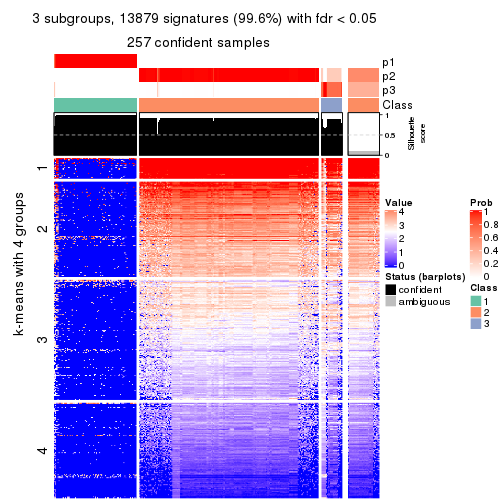 3 subgroups, 13879 signatures (99.6%) with fdr < 0.05
257 confident samples
p1
p2
p3
Class
1
0.5
0
Silhouette
score
k-means with 4 groups
1
2
3
4
Value
4
3
2
1
0
Status (barplots)
confident
ambiguous
Prob
1
0.8
0.6
0.4
0.2
0
Class
1
2
3